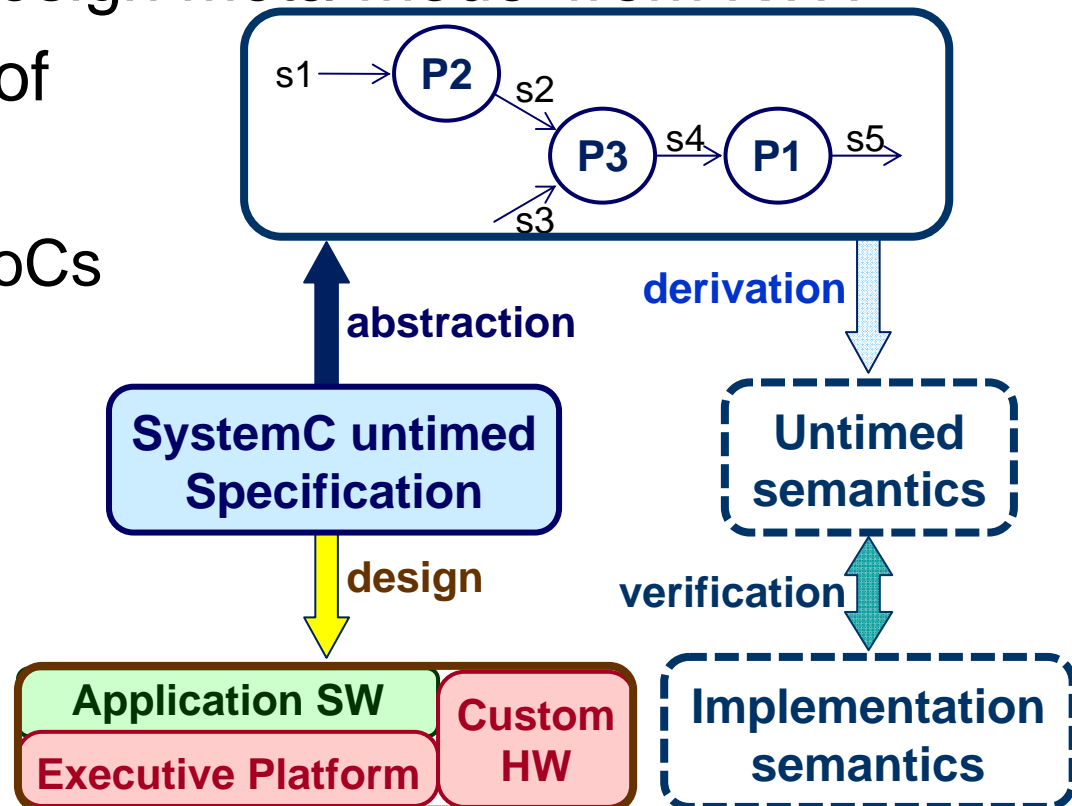 of
oCs
s1
P2
s2
P3
s4
P1
s5
s3
abstraction
derivation
SystemC untimed
Specification
Untimed
semantics
design
verification
Application SW
Executive Platform
Custom
HW
Implementation
semantics